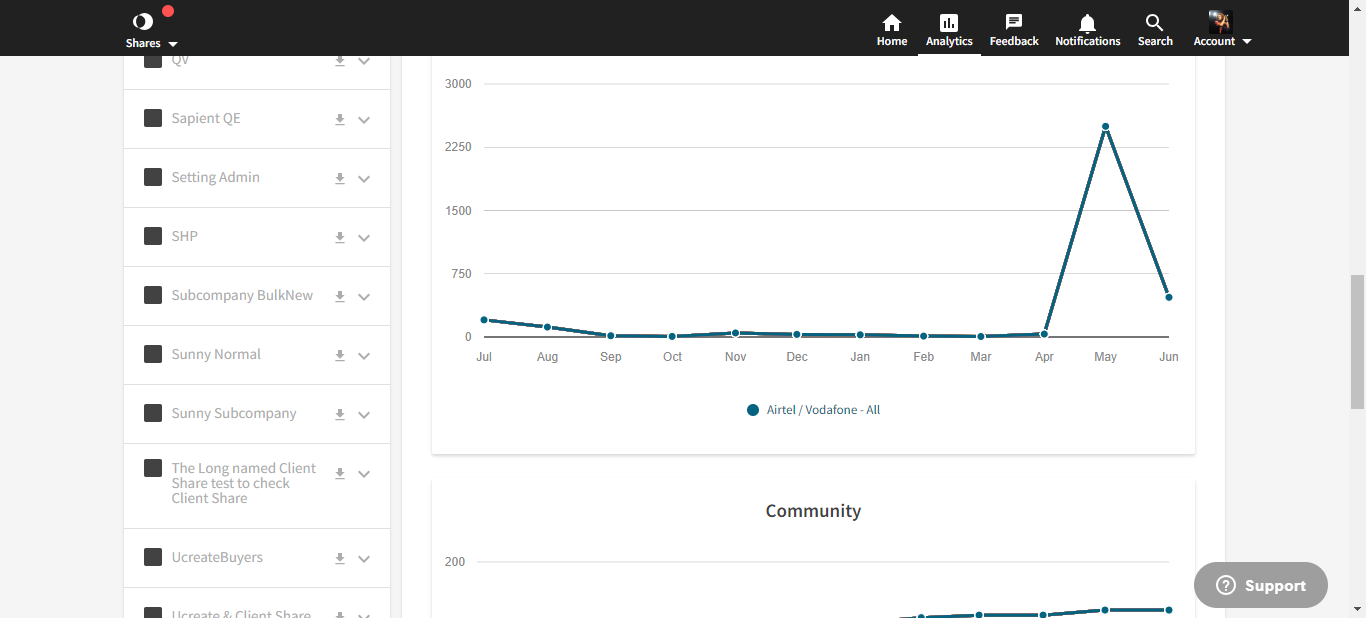 Shares
Home
Analytics
Feedback
Notifications
Search
Account
QV
Sapient QE
Setting Admin
SHP
Subcompany BulkNew
Sunny Normal
Sunny Subcompany
The Long named Client
Share test to check
Client Share
UcreateBuyers
Ucreate & Client Share
3000
2250
1500
750
0
Jul Aug Sep Oct Nov Dec Jan Feb Mar Apr May Jun
Airtel / Vodafone - All
Community
200
? Support